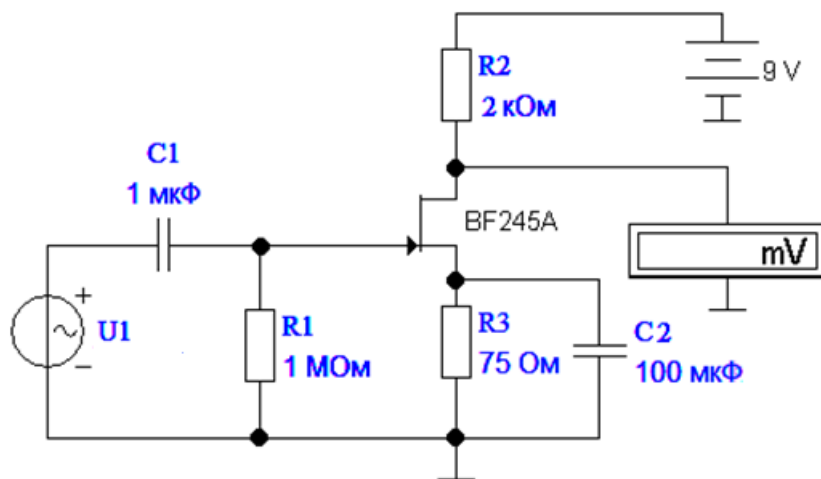 R2
2 кОм
9 V
C1
1 мкФ
BF245A
mV
+
U1
−
R1
1 МОм
R3
75 Ом
C2
100 мкФ